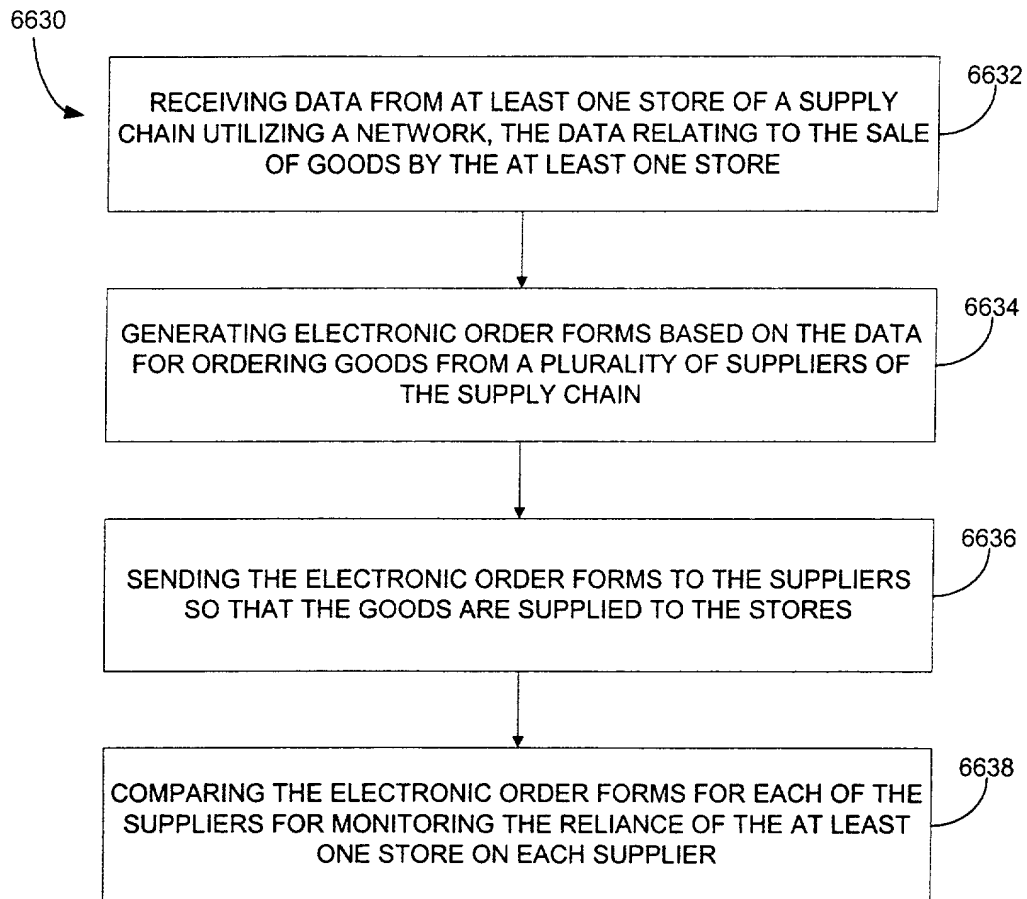 6630
6632
RECEIVING DATA FROM AT LEAST ONE STORE OF A SUPPLY
CHAIN UTILIZING A NETWORK, THE DATA RELATING TO THE SALE
OF GOODS BY THE AT LEAST ONE STORE
6634
GENERATING ELECTRONIC ORDER FORMS BASED ON THE DATA
FOR ORDERING GOODS FROM A PLURALITY OF SUPPLIERS OF
THE SUPPLY CHAIN
6636
SENDING THE ELECTRONIC ORDER FORMS TO THE SUPPLIERS
SO THAT THE GOODS ARE SUPPLIED TO THE STORES
6638
COMPARING THE ELECTRONIC ORDER FORMS FOR EACH OF THE
SUPPLIERS FOR MONITORING THE RELIANCE OF THE AT LEAST
ONE STORE ON EACH SUPPLIER